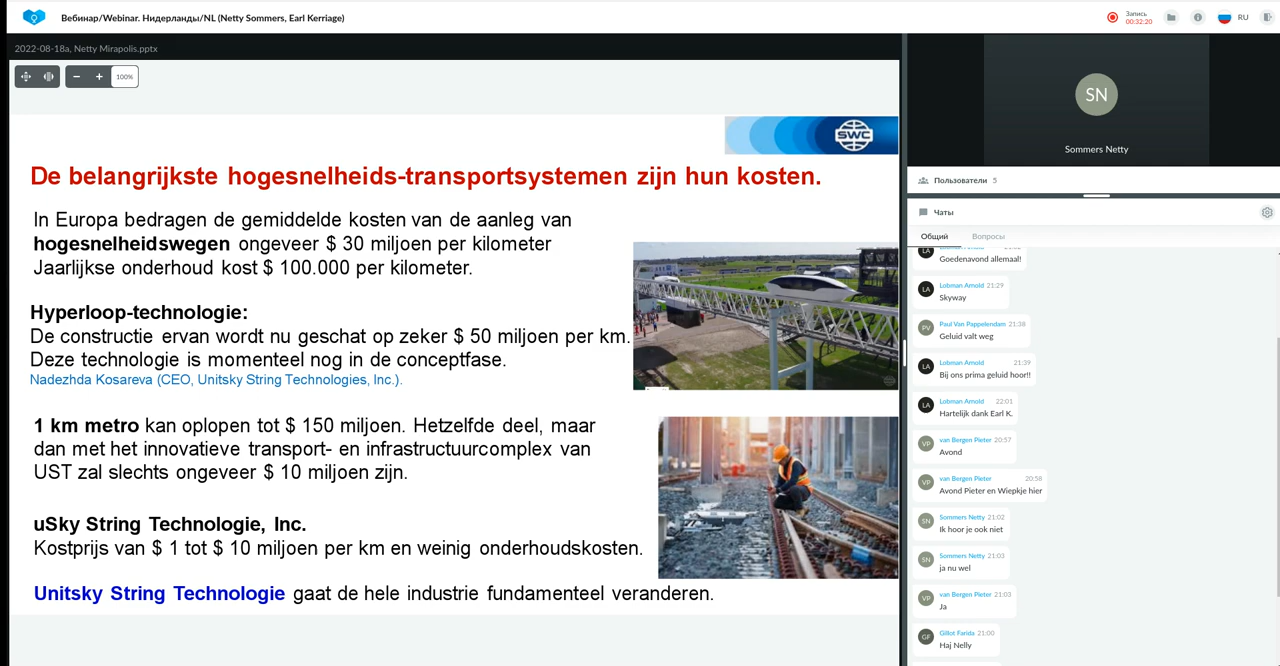 Вебинар/Webinar. Нидерланды/NL (Netty Sommers, Earl Kerriage)
Запись
00:32:20
RU
2022-08-18a, Netty Mirapolis.pptx
100%
SWC
De belangrijkste hogesnelheids-transportsystemen zijn hun kosten.
In Europa bedragen de gemiddelde kosten van de aanleg van
hogesnelheidswegen ongeveer $ 30 miljoen per kilometer
Jaarlijkse onderhoud kost $ 100.000 per kilometer.
Hyperloop-technologie:
De constructie ervan wordt nu geschat op zeker $ 50 miljoen per km.
Deze technologie is momenteel nog in de conceptfase.
Nadezhda Kosareva (CEO, Unitsky String Technologies, Inc.).
1 km metro kan oplopen tot $ 150 miljoen. Hetzelfde deel, maar
dan met het innovatieve transport- en infrastructuurcomplex van
UST zal slechts ongeveer $ 10 miljoen zijn.
uSky String Technologie, Inc.
Kostprijs van $ 1 tot $ 10 miljoen per km en weinig onderhoudskosten.
Unitsky String Technologie gaat de hele industrie fundamenteel veranderen.
SN
Sommers Netty
Пользователи 5
Чаты
Общий Вопросы
LA
Goedenavond allemaal!
LA Lobman Arnold 21:29
Skyway
PV Paul Van Pappelendam 21:38
Geluid valt weg
LA Lobman Arnold 21:39
Bij ons prima geluid hoor!!
LA Lobman Arnold 22:01
Hartelijk dank Earl K.
VP van Bergen Pieter 20:57
Avond
VP van Bergen Pieter 20:58
Avond Pieter en Wiepkje hier
SN Sommers Netty 21:02
Ik hoor je ook niet
SN Sommers Netty 21:03
ja nu wel
VP van Bergen Pieter 21:03
Ja
GF Gillot Farida 21:00
Haj Nelly